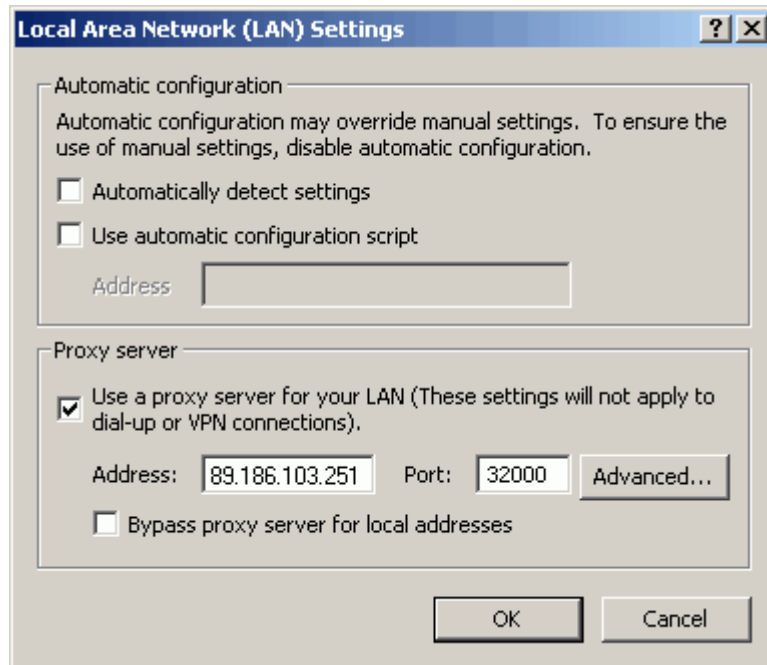 Local Area Network (LAN) Settings
Automatic configuration
Automatic configuration may override manual settings. To ensure the
use of manual settings, disable automatic configuration.
Automatically detect settings
Use automatic configuration script
Address
Proxy server
Use a proxy server for your LAN (These settings will not apply to
dial-up or VPN connections).
Address: 89.186.103.251 Port: 32000 Advanced...
Bypass proxy server for local addresses
OK Cancel